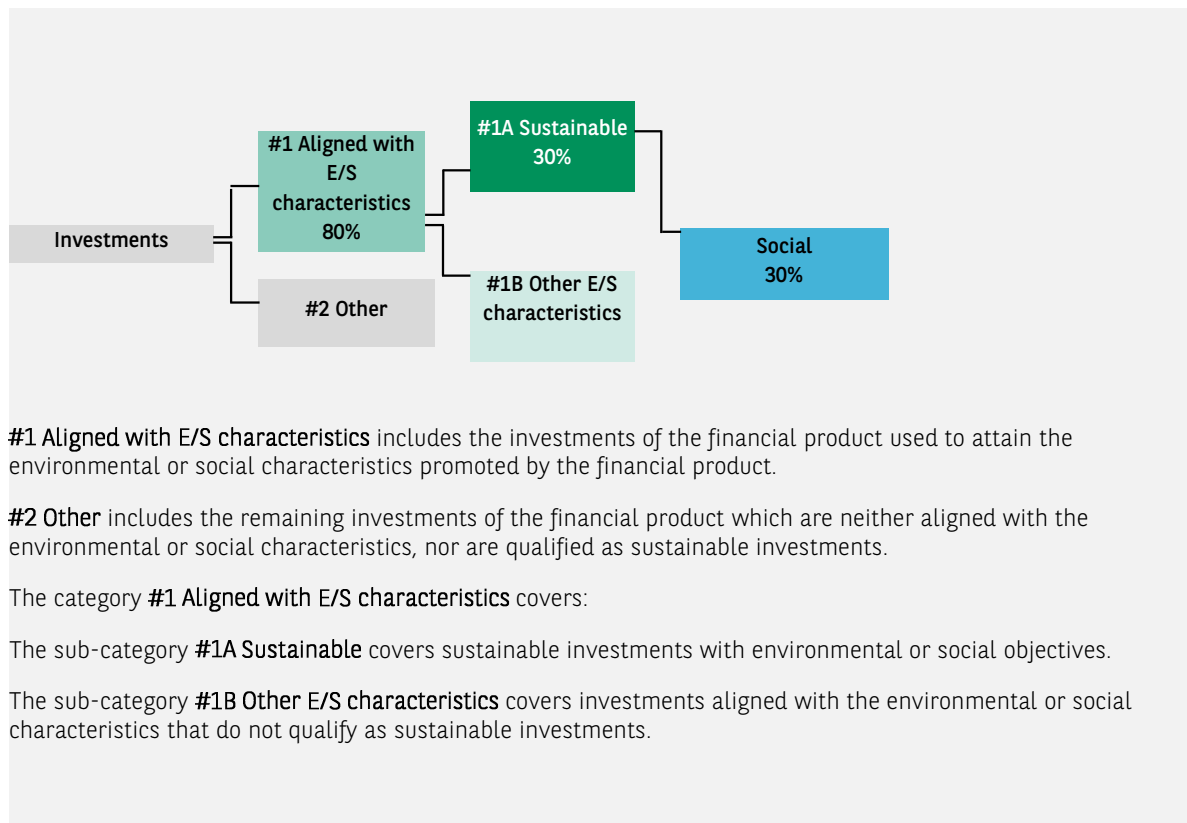 #1A Sustainable
30%
#1 Aligned with
E/S
characteristics
80%
Investments
Social
30%
#1B Other E/S
characteristics
#2 Other
#1 Aligned with E/S characteristics includes the investments of the financial product used to attain the
environmental or social characteristics promoted by the financial product.
#2 Other includes the remaining investments of the financial product which are neither aligned with the
environmental or social characteristics, nor are qualified as sustainable investments.
The category #1 Aligned with E/S characteristics covers:
The sub-category #1A Sustainable covers sustainable investments with environmental or social objectives.
The sub-category #1B Other E/S characteristics covers investments aligned with the environmental or social
characteristics that do not qualify as sustainable investments.